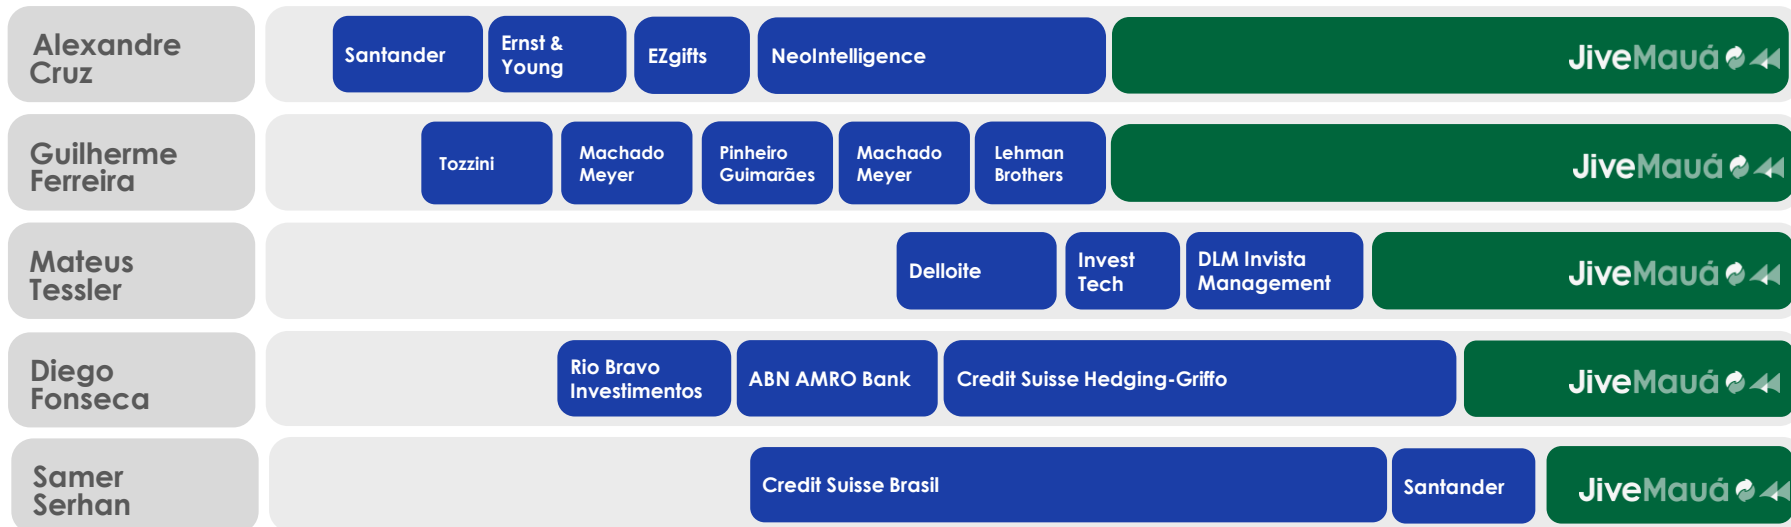 Alexandre
Cruz
Santander
Ernst &
Young
EZgifts
NeoIntelligence
JiveMauá
Guilherme
Ferreira
Tozzini
Machado
Meyer
Pinheiro
Guimarães
Machado
Meyer
Lehman
Brothers
JiveMauá
Mateus
Tessler
Delloite
Invest
Tech
DLM Invista
Management
JiveMauá
Diego
Fonseca
Rio Bravo
Investimentos
ABN AMRO Bank
Credit Suisse Hedging-Griffo
JiveMauá
Samer
Serhan
Credit Suisse Brasil
Santander
JiveMauá